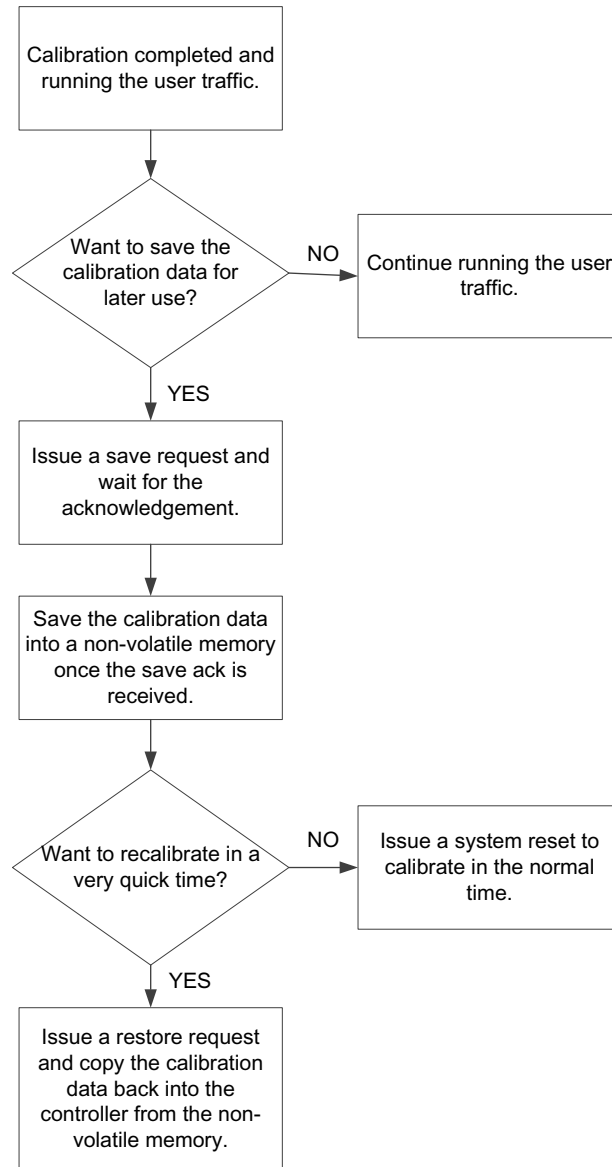 Calibration completed and
running the user traffic.
Want to save the
calibration data for
later use?
NO
Continue running the user
traffic.
YES
Issue a save request and
wait for the
acknowledgement.
Save the calibration data
into a non-volatile memory
once the save ack is
received.
Want to recalibrate in a
very quick time?
NO
Issue a system reset to
calibrate in the normal
time.
YES
Issue a restore request
and copy the calibration
data back into the
controller from the non-
volatile memory.